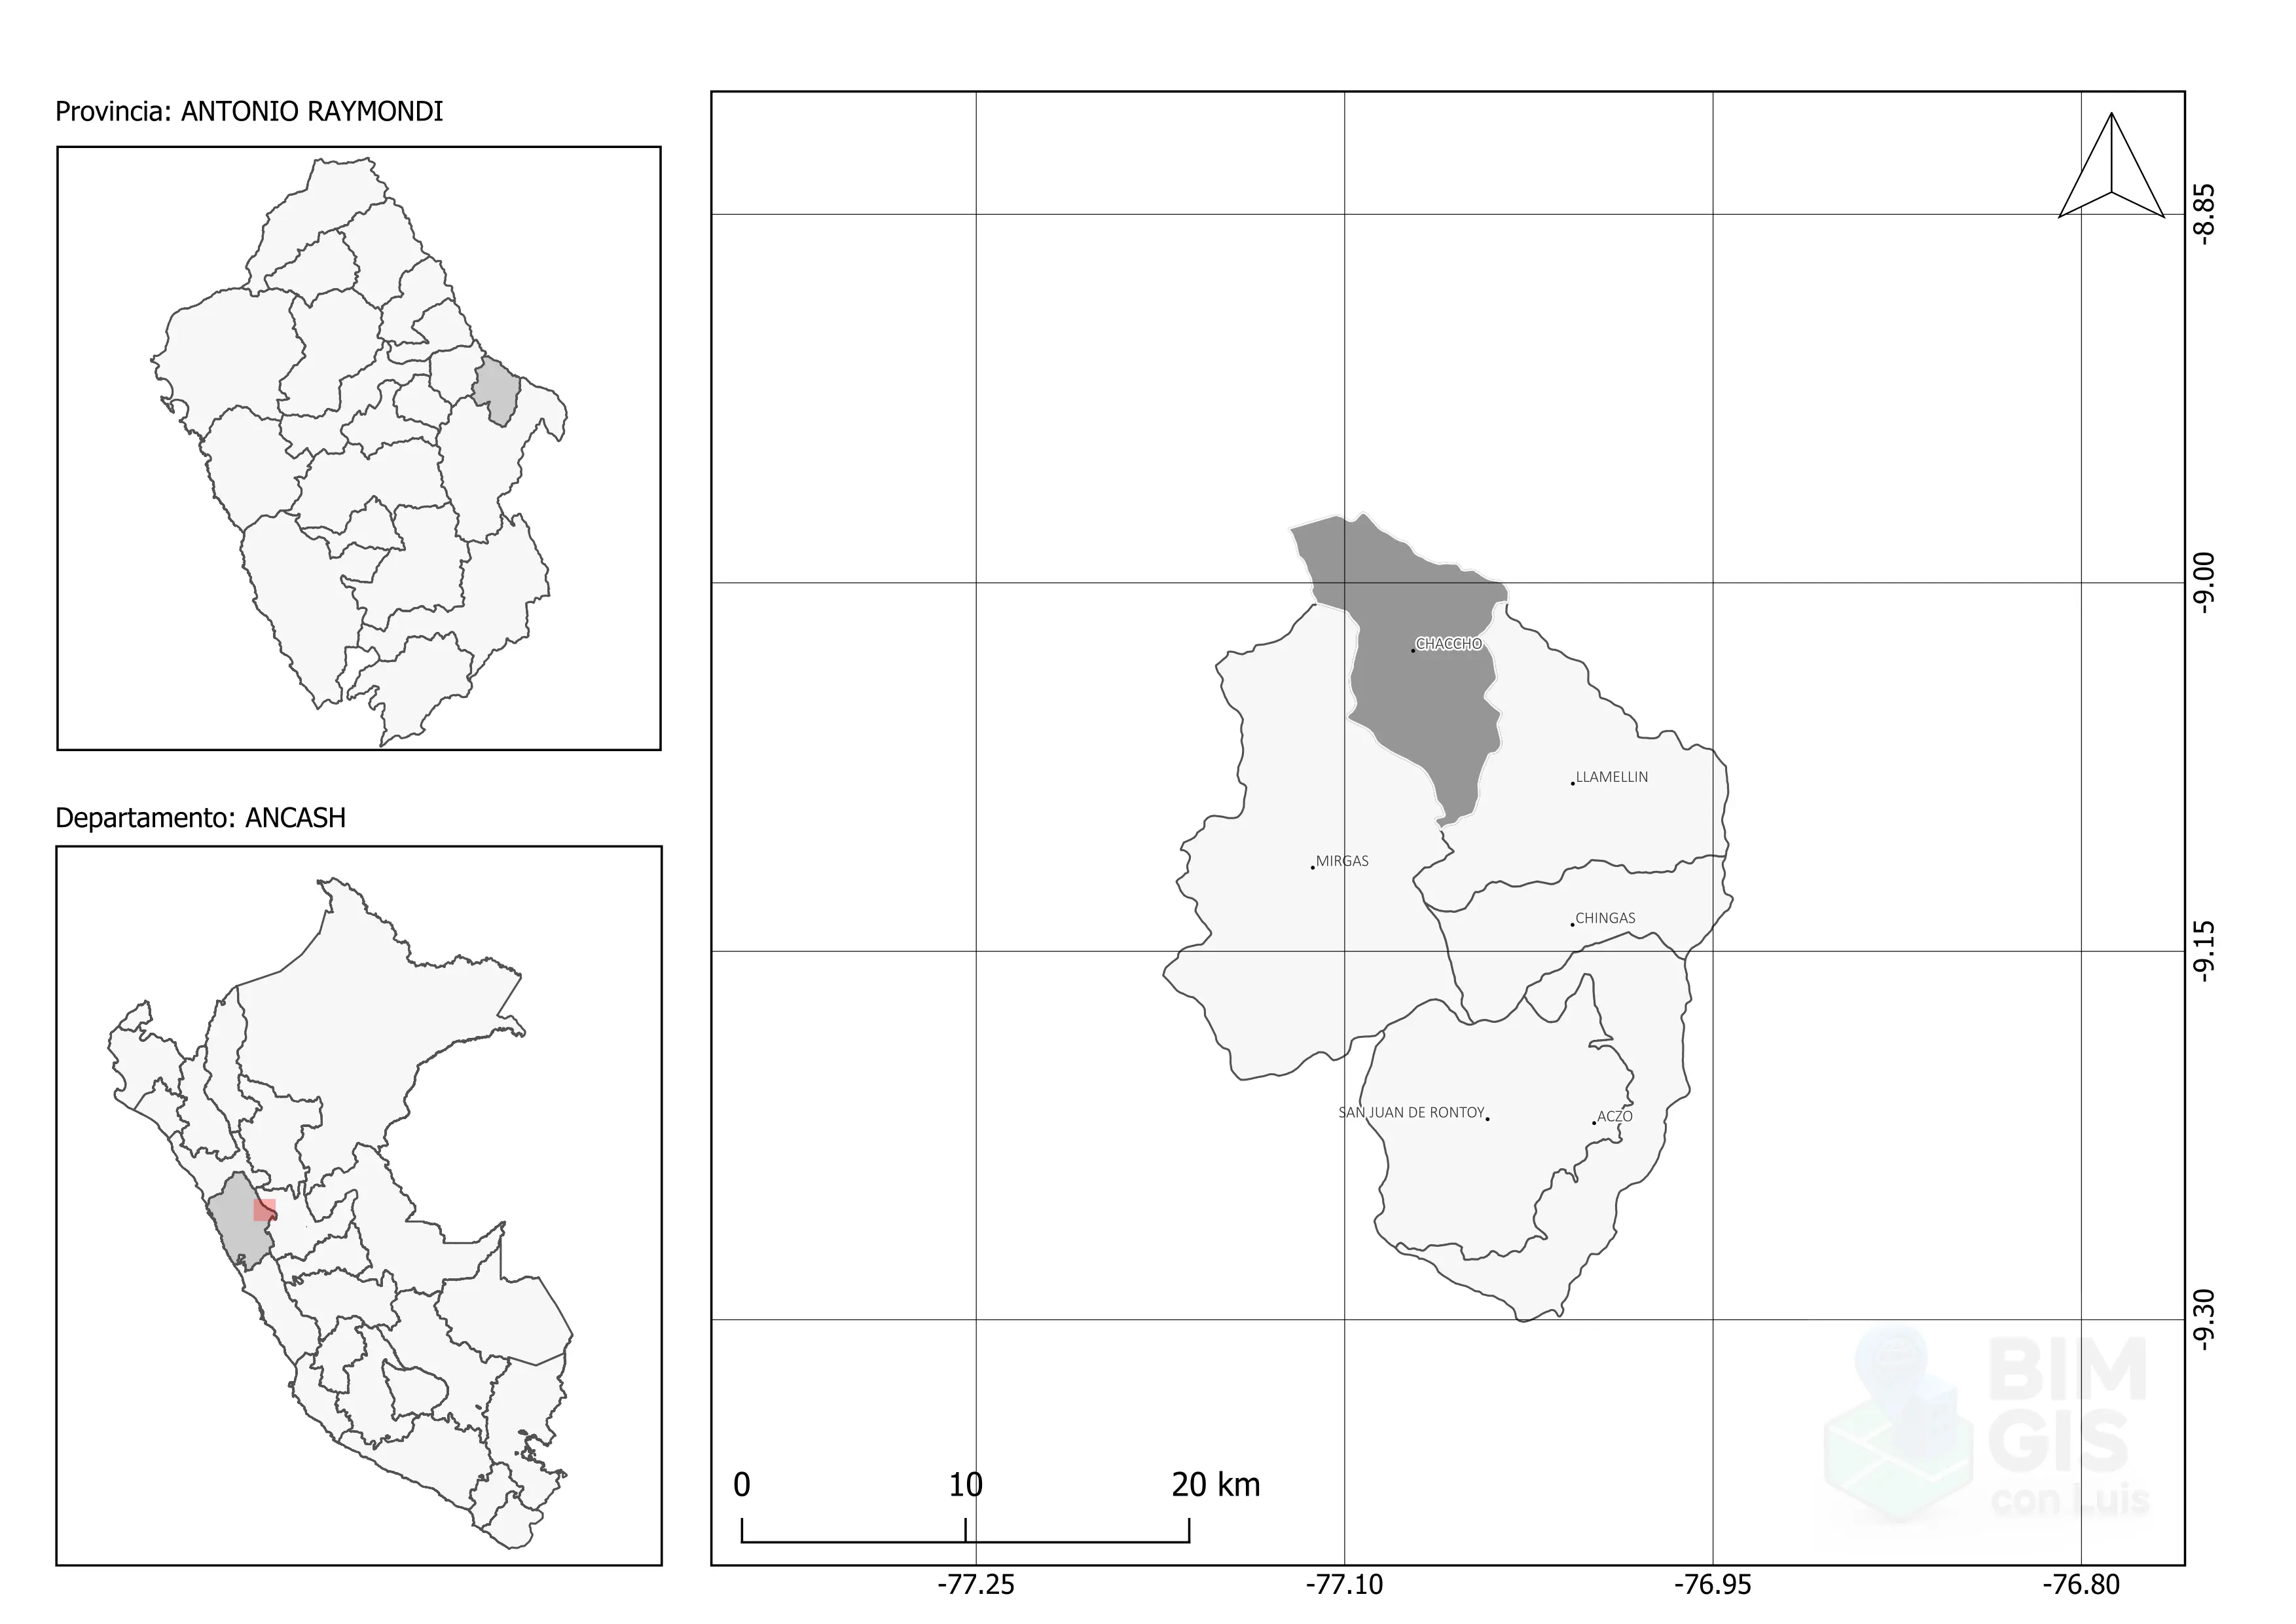 Provincia: ANTONIO RAYMONDI
Departamento: ANCASH
CHACCHO
LLAMELLIN
MIRGAS
CHINGAS
SAN JUAN DE RONTOY
ACZO
-8.85
-9.00
-9.15
-9.30
0 10 20 km
-77.25 -77.10 -76.95 -76.80
BIM
GIS
con Luis